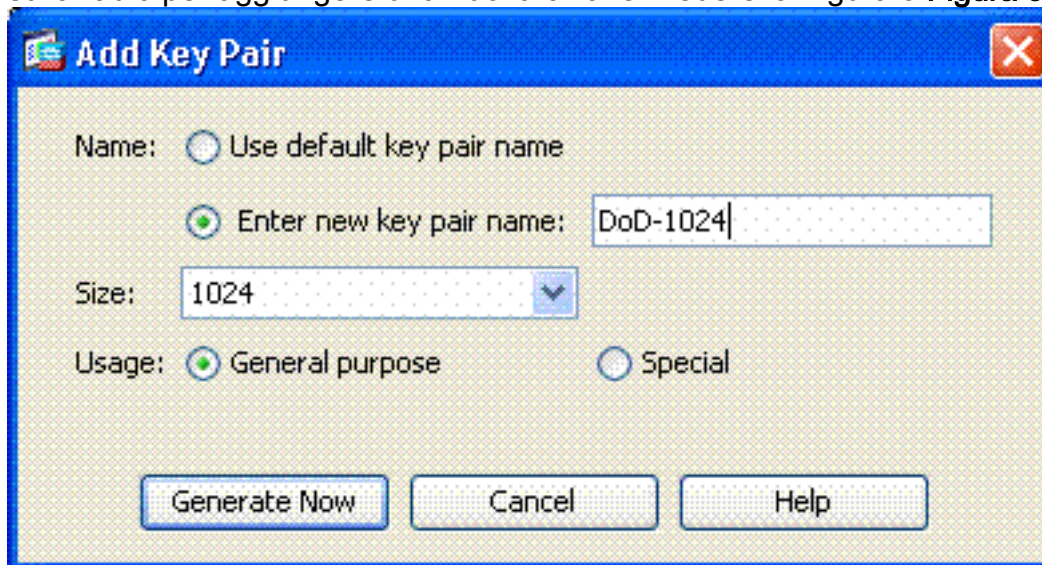 Add Key Pair
Name: Use default key pair name
Enter new key pair name: DoD-1024
Size: 1024
Usage: General purpose Special
Generate Now Cancel Help